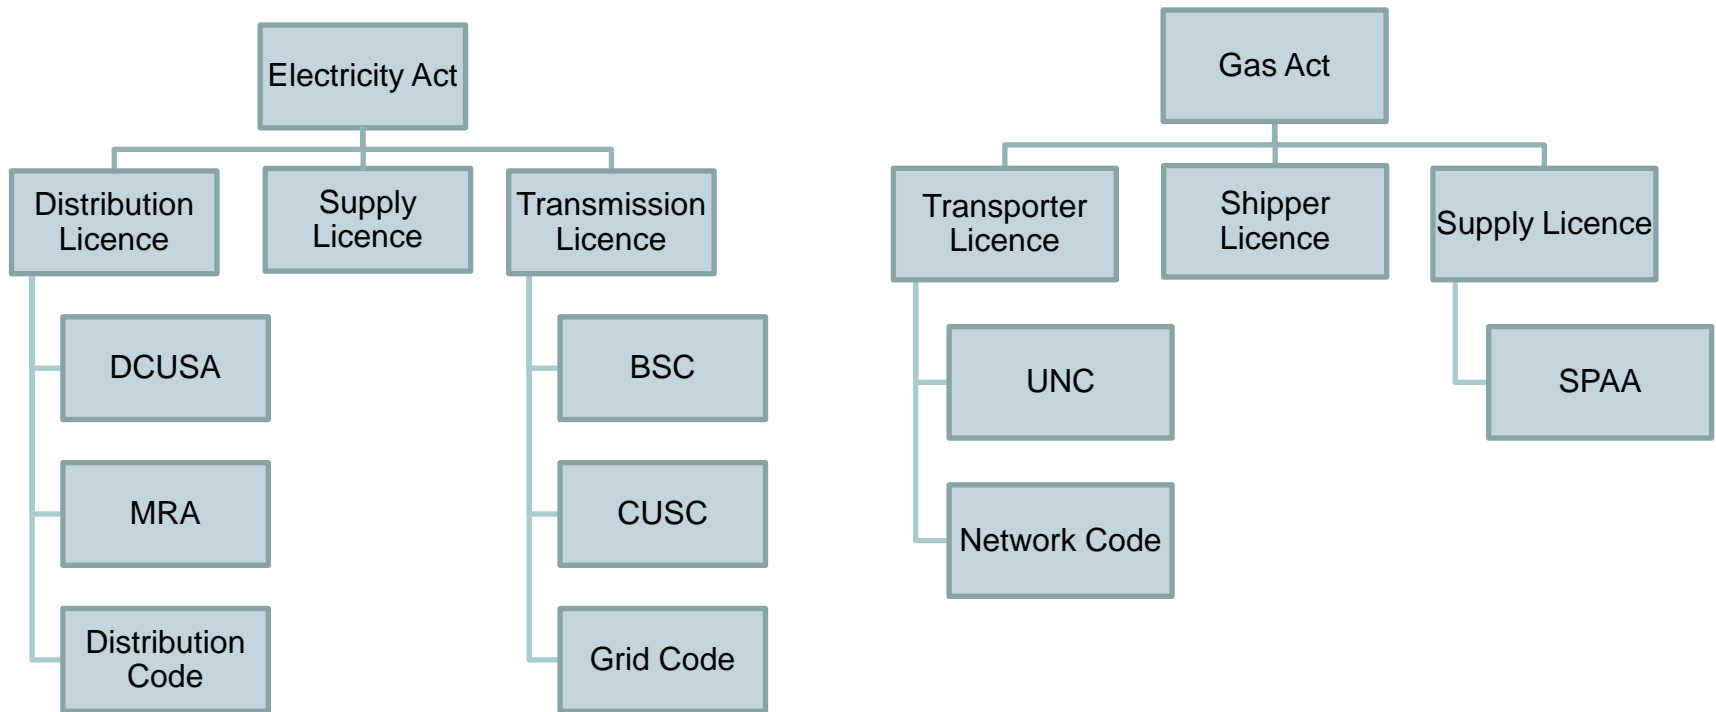 Electricity Act
Distribution
Licence
Supply
Licence
Transmission
Licence
DCUSA
BSC
MRA
CUSC
Distribution
Code
Grid Code
Gas Act
Transporter
Licence
Shipper
Licence
Supply Licence
UNC
SPAA
Network Code